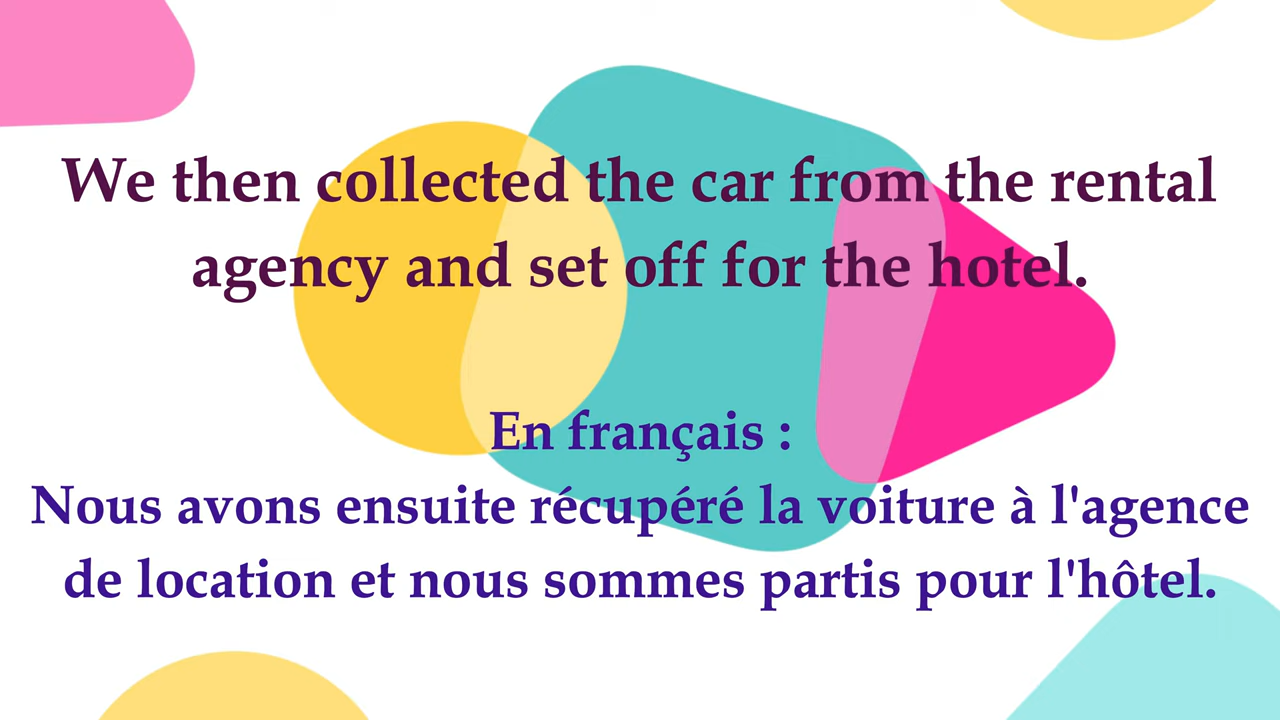 We then collected the car from the rental
agency and set off for the hotel.
En français :
Nous avons ensuite récupéré la voiture à l'agence
de location et nous sommes partis pour l'hôtel.